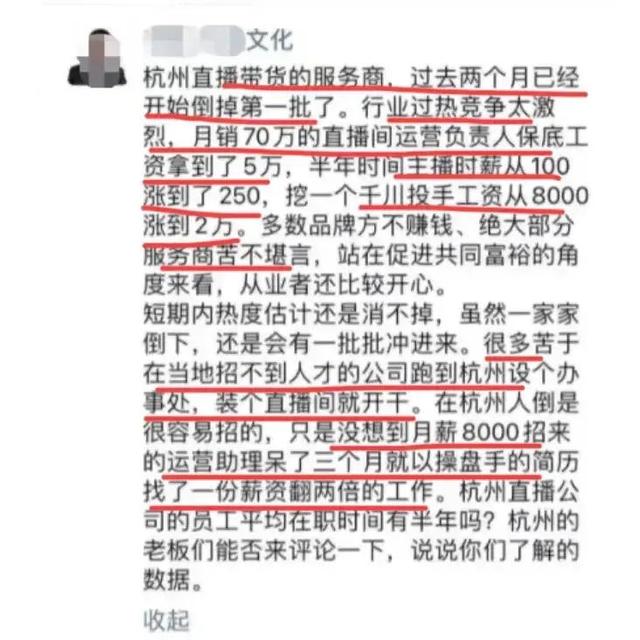 文化
杭州直播带货的服务商，过去两个月已经
开始倒掉第一批了。行业过热竞争太激
烈，月销70万的直播间运营负责人保底工
资拿到了5万，半年时间主播时薪从100
涨到了250，挖一个千川投手工资从8000
涨到2万。多数品牌方不赚钱、绝大部分
服务商苦不堪言，站在促进共同富裕的角
度来看，从业者还比较开心。
短期内热度估计还是消不掉，虽然一家家
倒下，还是会有一批批冲进来。很多苦于
在当地招不到人才的公司跑到杭州设个办
事处，装个直播间就开干。在杭州人倒是
很容易招的，只是没想到月薪8000招来
的运营助理呆了三个月就以操盘手的简历
找了一份薪资翻两倍的工作。杭州直播公
司的员工平均在职时间有半年吗？杭州的
老板们能否来评论一下，说说你们了解的
数据。
收起